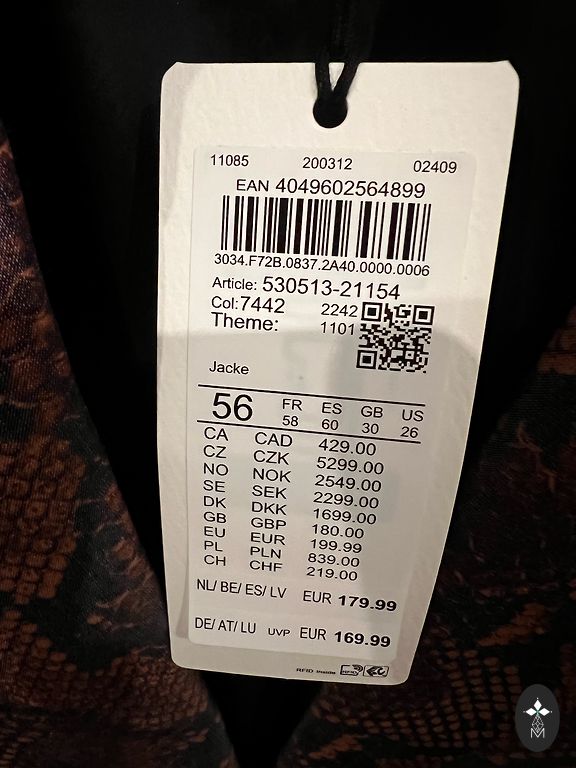 11085 200312 02409
EAN 4049602564899
3034.F72B.0837.2A40.0000.0006
Article: 530513-21154
Col: 7442 2242
Theme: 1101
Jacke
56 FR ES GB US
58 60 30 26
CA CAD 429.00
CZ CZK 5299.00
NO NOK 2549.00
SE SEK 2299.00
DK DKK 1699.00
GB GBP 180.00
EU EUR 199.99
PL PLN 839.00
CH CHF 219.00
NL/ BE/ ES/ LV EUR 179.99
DE/ AT/ LU UVP EUR 169.99
RFID Inside